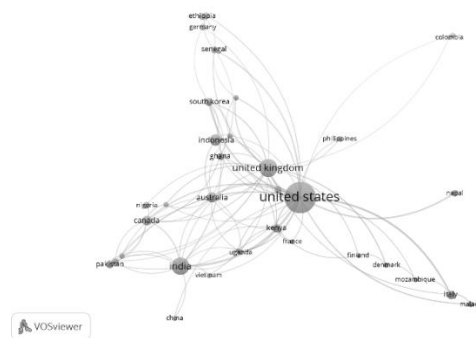 ethiopia
germany
colombia
senegal
south korea
indonesia
philippines
ghana
united kingdom
united states
nepal
australia
nigeria
canada
kenya
france
uganda
finland
pakistan
india
denmark
vietnam
mozambique
italy
china
VOSviewer